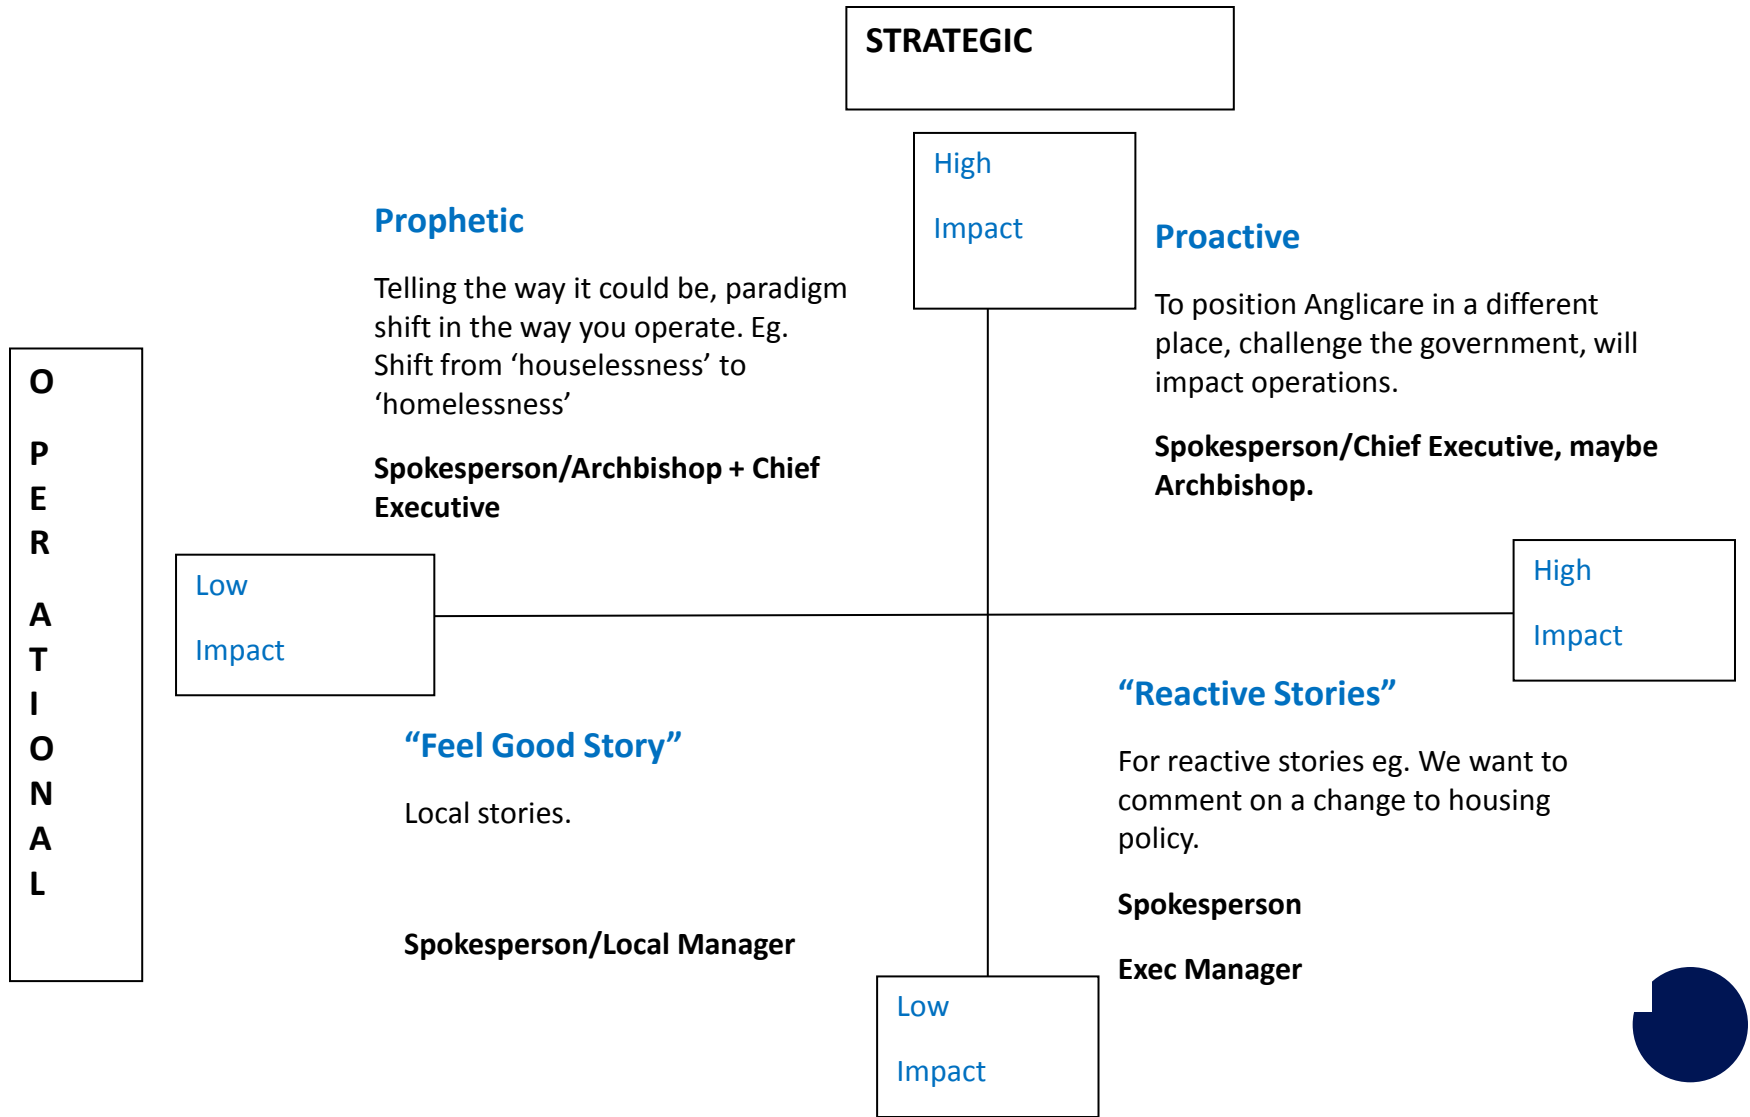 STRATEGIC
High
Impact
Prophetic
Telling the way it could be, paradigm
shift in the way you operate. Eg.
Shift from ‘houselessness’ to
‘homelessness’
Spokesperson/Archbishop + Chief
Executive
Proactive
To position Anglicare in a different
place, challenge the government, will
impact operations.
Spokesperson/Chief Executive, maybe
Archbishop.
O
P
E
R
A
T
I
O
N
A
L
Low
Impact
High
Impact
“Feel Good Story”
Local stories.
Spokesperson/Local Manager
“Reactive Stories”
For reactive stories eg. We want to
comment on a change to housing
policy.
Spokesperson
Exec Manager
Low
Impact